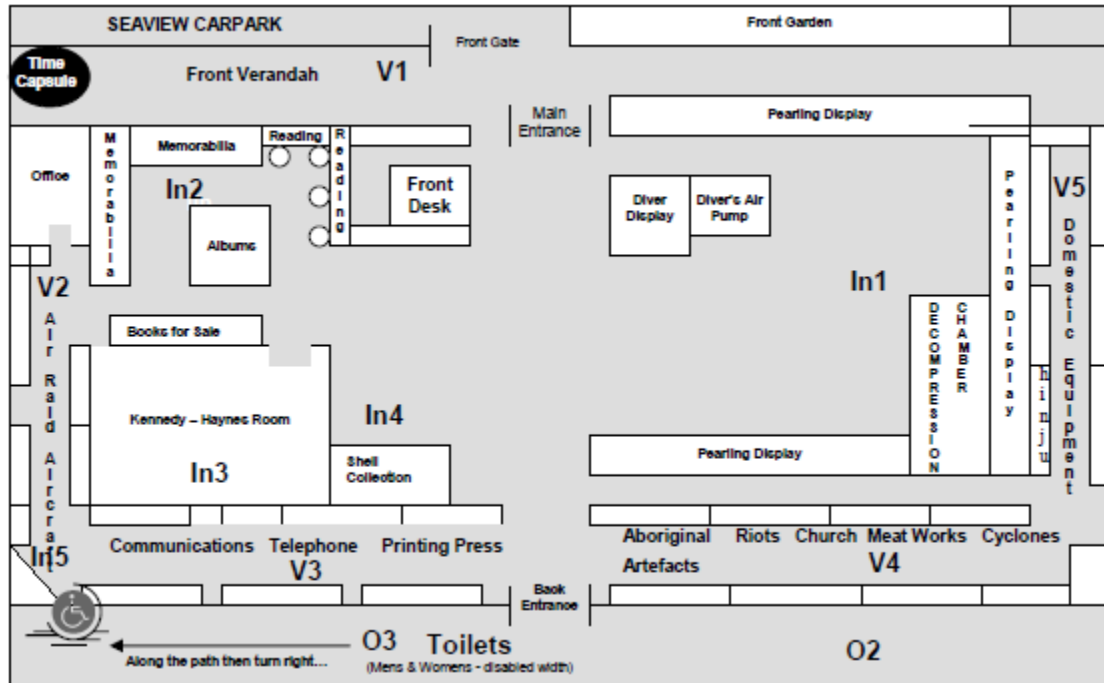 SEAVIEW CARPARK
Front Garden
Front Gate
Time
Capsule
Front Verandah
V1
Main
Entrance
Pearling Display
Office
Memorabilia
Memorabilia
Reading
Reading
Front
Desk
In2
Albums
Diver
Display
Diver's Air
Pump
Pearling Display
V5
Domestic Equipment
V2
Air Raid Aircraft
In1
DECOMPRESSION
CHAMBER
Books for Sale
hinju
Kennedy – Haynes Room
In4
In3
Shell
Collection
Pearling Display
In5
Communications
Telephone
Printing Press
V3
Aboriginal
Artefacts
Riots
Church
Meat Works
Cyclones
V4
Back
Entrance
O3
Toilets
(Mens & Womens - disabled width)
Along the path then turn right...
O2